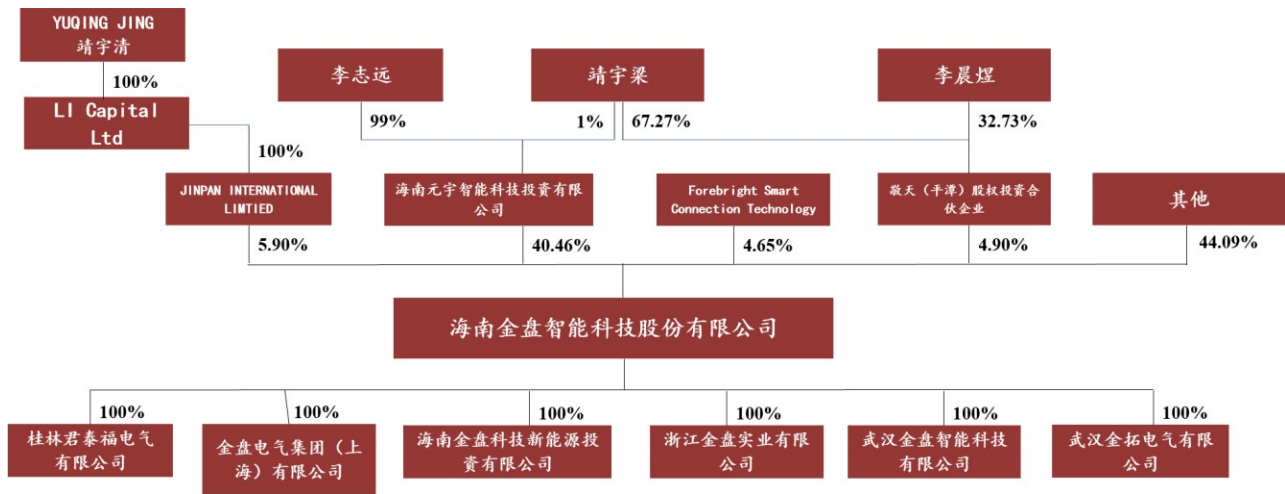 YUQING JING
靖宇清
100%
李志远
靖宇梁
李晨煜
LI Capital
Ltd
99%
1%
67.27%
32.73%
100%
JINPAN INTERNATIONAL
LIMTIED
海南元宇智能科技投资有限
公司
Forebright Smart
Connection Technology
敬天（平潭）股权投资合
伙企业
其他
5.90%
40.46%
4.65%
4.90%
44.09%
海南金盘智能科技股份有限公司
100%
100%
100%
100%
100%
100%
桂林君泰福电气
有限公司
金盘电气集团（上
海）有限公司
海南金盘科技新能源投
资有限公司
浙江金盘实业有限
公司
武汉金盘智能科技
有限公司
武汉金拓电气有限
公司